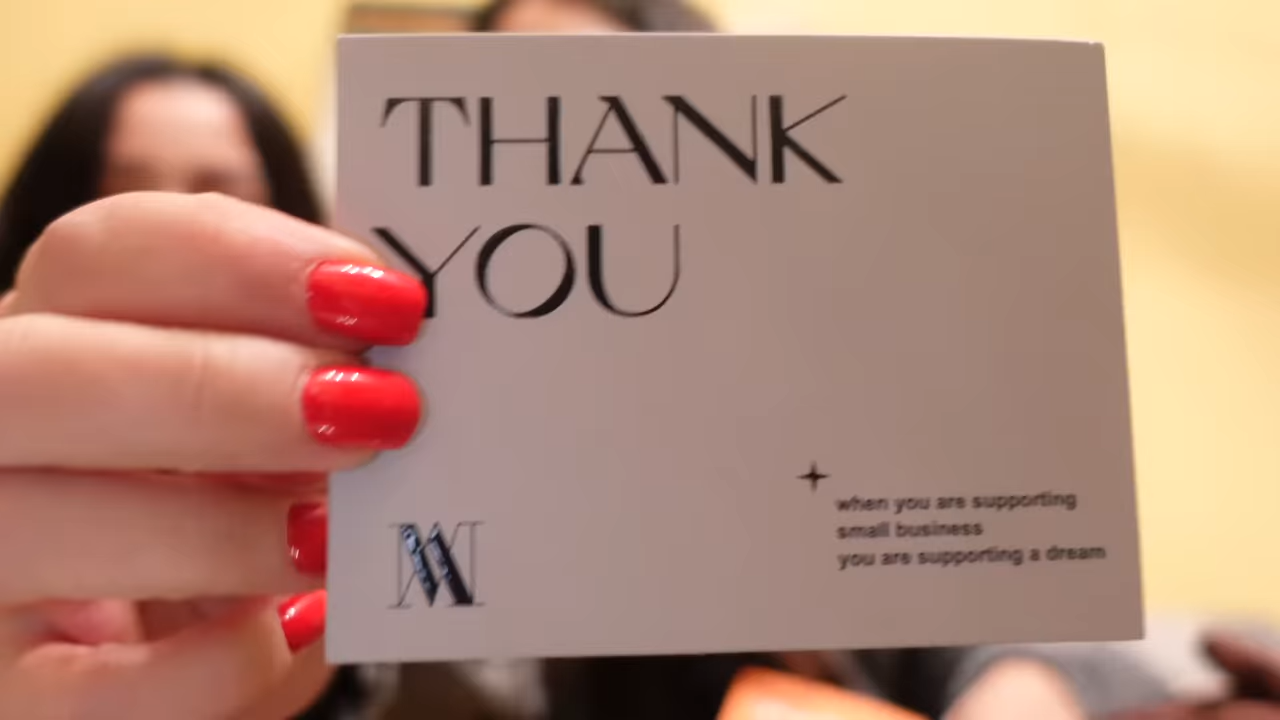 THANK
YOU
when you are supporting
small business
you are supporting a dream